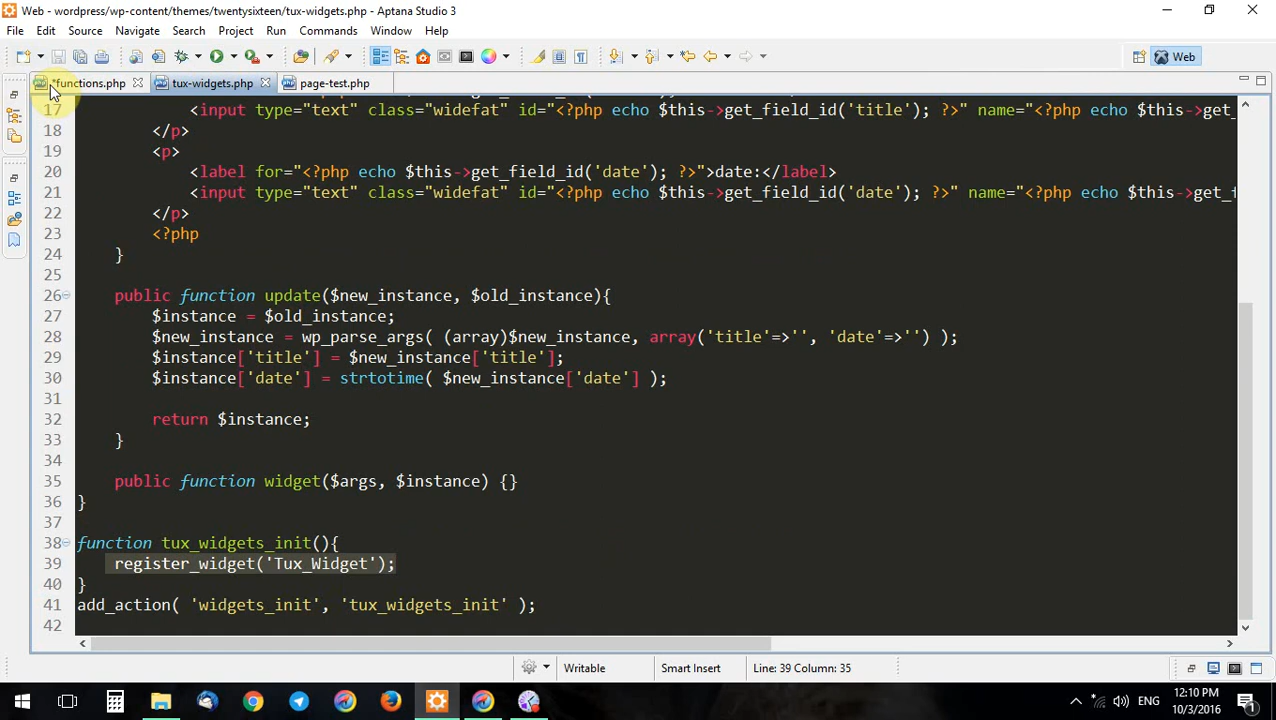 Web - wordpress/wp-content/themes/twentysixteen/tux-widgets.php - Aptana Studio 3
File Edit Source Navigate Search Project Run Commands Window Help
Web
*functions.php tux-widgets.php page-test.php
17 <input type="text" class="widefat" id="<?php echo $this->get_field_id('title'); ?>" name="<?php echo $this->get_
18 </p>
19 <p>
20 <label for="<?php echo $this->get_field_id('date'); ?>">date:</label>
21 <input type="text" class="widefat" id="<?php echo $this->get_field_id('date'); ?>" name="<?php echo $this->get_f
22 </p>
23 <?php
24 }
25
26 public function update($new_instance, $old_instance){
27 $instance = $old_instance;
28 $new_instance = wp_parse_args( (array)$new_instance, array('title'=>'', 'date'=>'') );
29 $instance['title'] = $new_instance['title'];
30 $instance['date'] = strtotime( $new_instance['date'] );
31
32 return $instance;
33 }
34
35 public function widget($args, $instance) {}
36 }
37
38 function tux_widgets_init(){
39 register_widget('Tux_Widget');
40 }
41 add_action( 'widgets_init', 'tux_widgets_init' );
42
Writable Smart Insert Line: 39 Column: 35
ENG 12:10 PM
10/3/2016